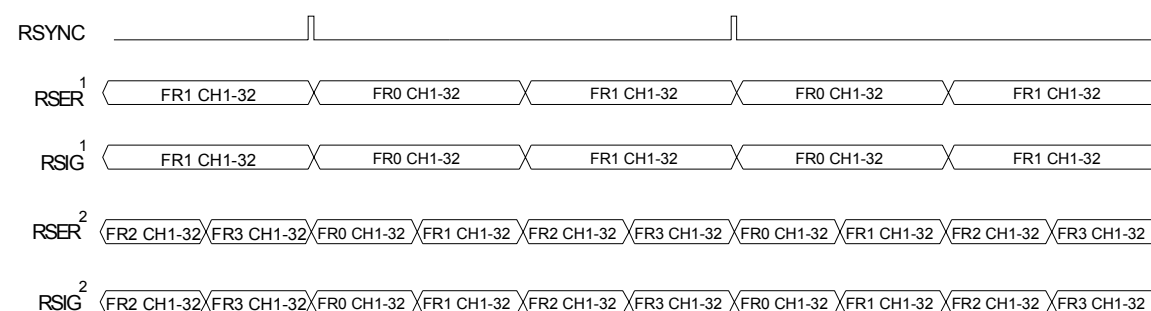 RSYNC
RSER1 FR1 CH1-32 FR0 CH1-32 FR1 CH1-32 FR0 CH1-32 FR1 CH1-32
RSIG1 FR1 CH1-32 FR0 CH1-32 FR1 CH1-32 FR0 CH1-32 FR1 CH1-32
RSER2 FR2 CH1-32 FR3 CH1-32 FR0 CH1-32 FR1 CH1-32 FR2 CH1-32 FR3 CH1-32 FR0 CH1-32 FR1 CH1-32 FR2 CH1-32 FR3 CH1-32
RSIG2 FR2 CH1-32 FR3 CH1-32 FR0 CH1-32 FR1 CH1-32 FR2 CH1-32 FR3 CH1-32 FR0 CH1-32 FR1 CH1-32 FR2 CH1-32 FR3 CH1-32